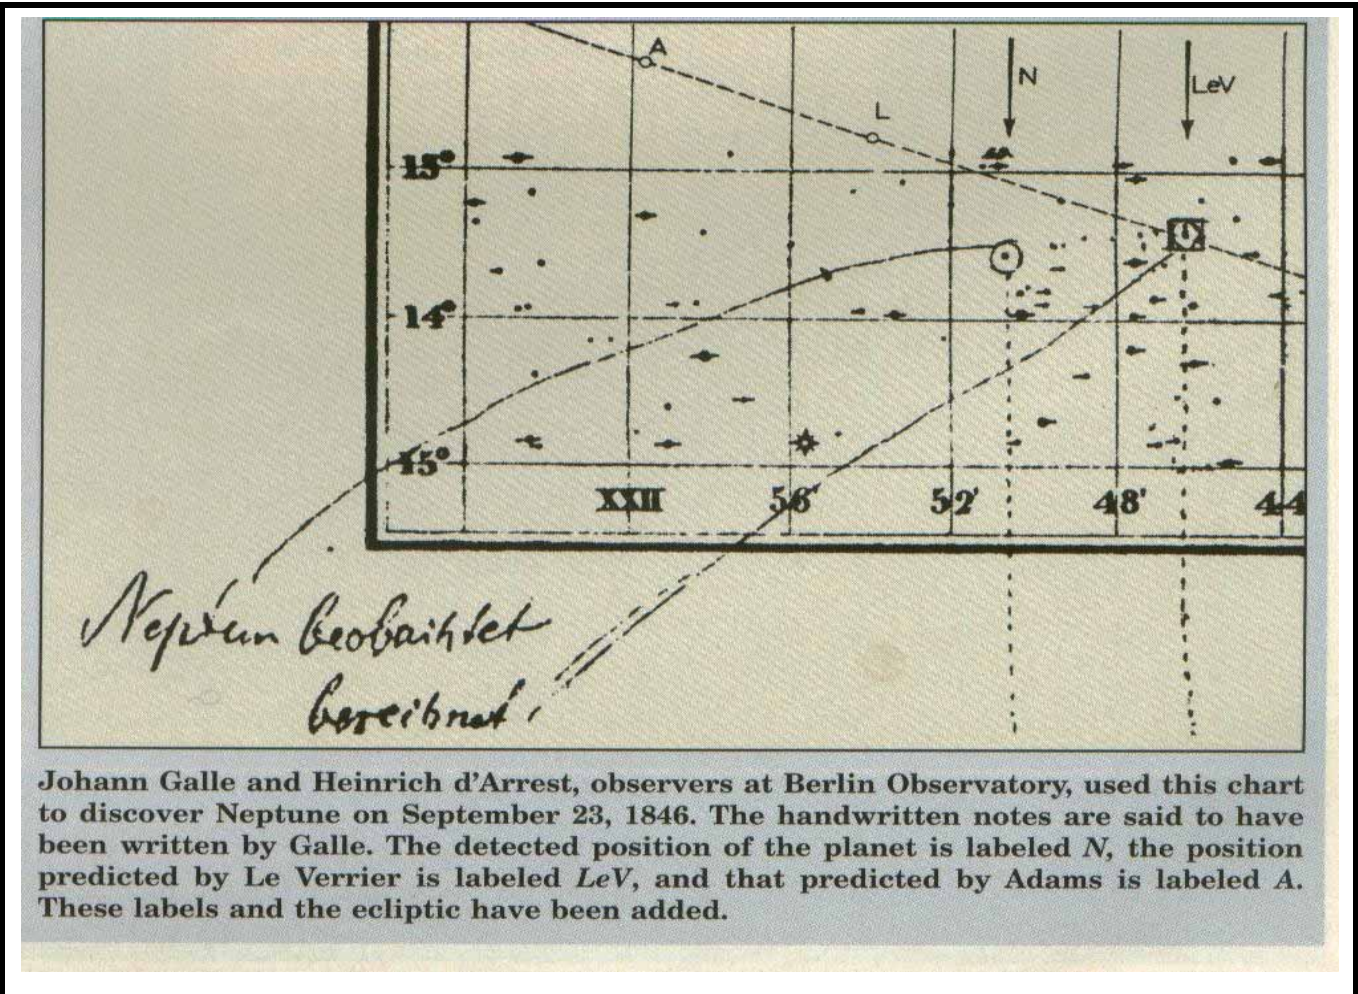 A
L
N
LeV
15°
14°
15°
XXII 56' 52' 48' 44
Neptun beobachtet
berechnet
Johann Galle and Heinrich d'Arrest, observers at Berlin Observatory, used this chart
to discover Neptune on September 23, 1846. The handwritten notes are said to have
been written by Galle. The detected position of the planet is labeled N, the position
predicted by Le Verrier is labeled LeV, and that predicted by Adams is labeled A.
These labels and the ecliptic have been added.